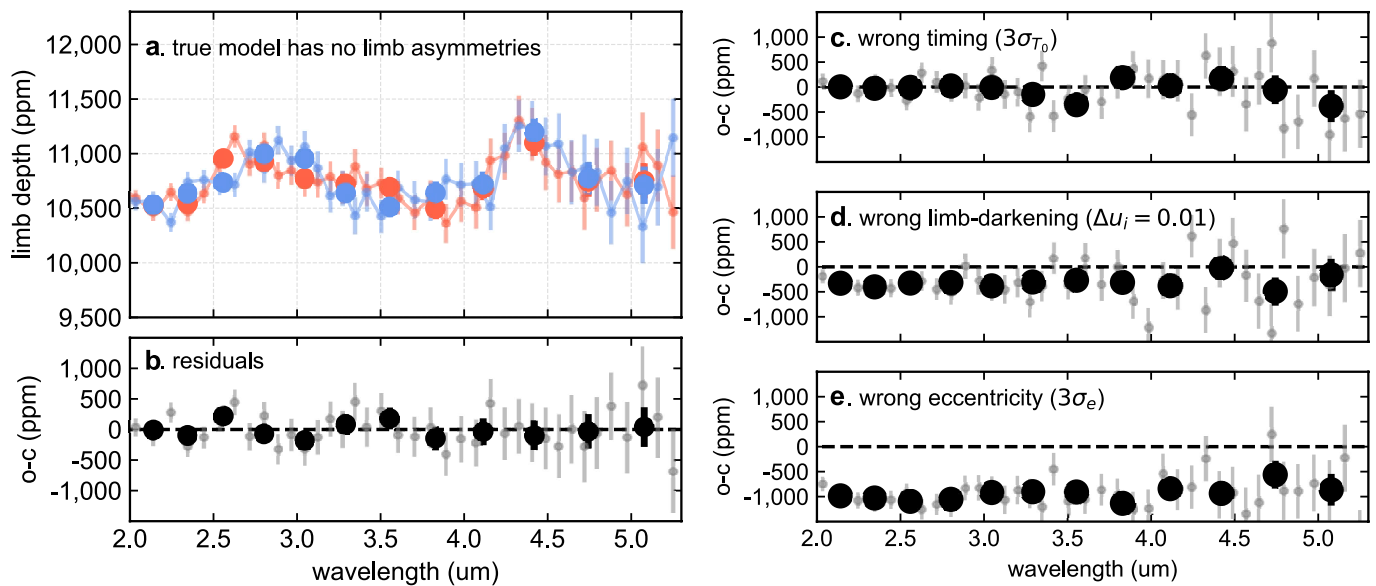 a. true model has no limb asymmetries
limb depth (ppm)
12,000
11,500
11,000
10,500
10,000
9,500
b. residuals
o-c (ppm)
1,000
500
0
-500
-1,000
2.0 2.5 3.0 3.5 4.0 4.5 5.0
wavelength (um)
c. wrong timing (3σ_{T_0})
o-c (ppm)
1,000
500
0
-500
-1,000
d. wrong limb-darkening (Δu_i = 0.01)
o-c (ppm)
1,000
500
0
-500
-1,000
e. wrong eccentricity (3σ_e)
o-c (ppm)
1,000
500
0
-500
-1,000
2.0 2.5 3.0 3.5 4.0 4.5 5.0
wavelength (um)